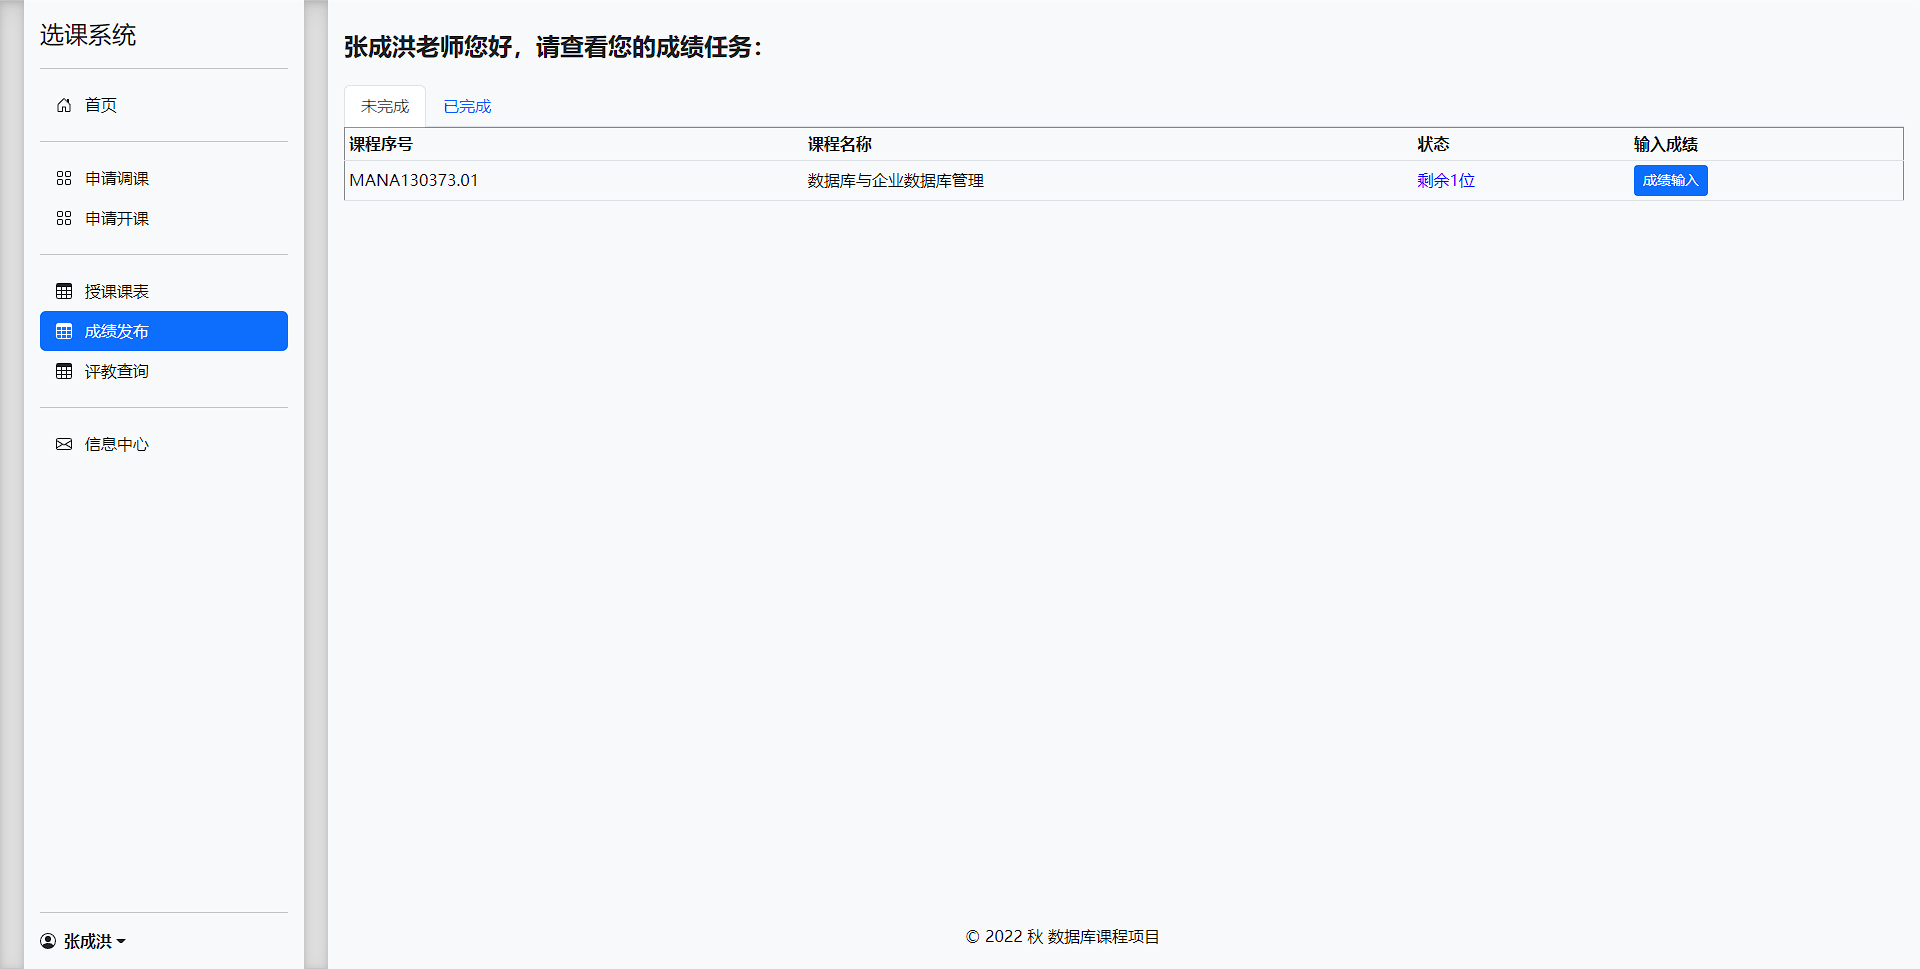 选课系统
首页
申请调课
申请开课
授课课表
成绩发布
评教查询
信息中心
张成洪
张成洪老师您好，请查看您的成绩任务：
未完成 已完成
课程序号 课程名称 状态 输入成绩
MANA130373.01 数据库与企业数据库管理 剩余1位 成绩输入
© 2022 秋 数据库课程项目